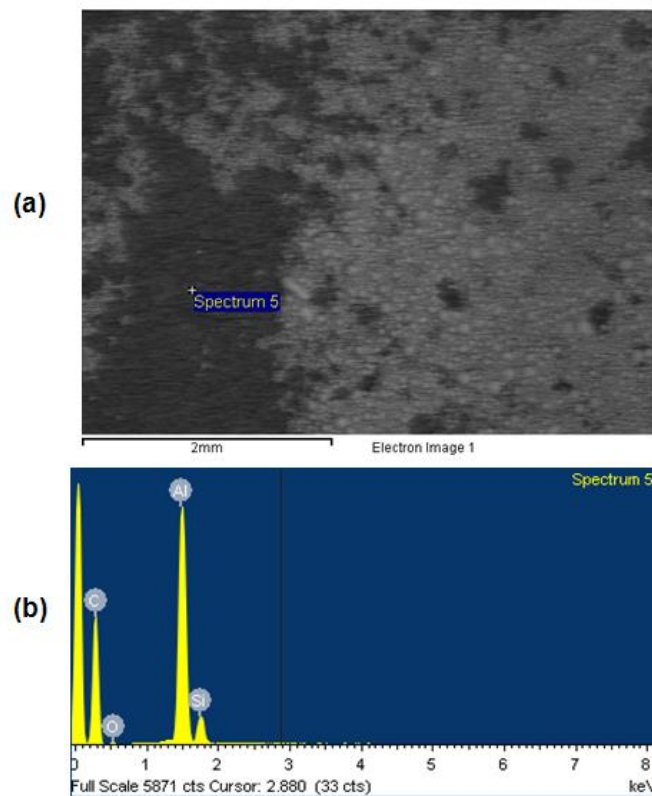 (a)
Spectrum 5
2mm
Electron Image 1
(b)
Spectrum 5
Al
C
Si
O
0 1 2 3 4 5 6 7 8
Full Scale 5871 cts Cursor: 2.880 (33 cts)
keV